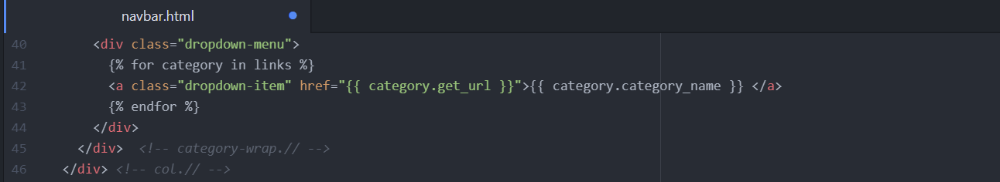 navbar.html
40 <div class="dropdown-menu">
41 {% for category in links %}
42 <a class="dropdown-item" href="{{ category.get_url }}">{{ category.category_name }} </a>
43 {% endfor %}
44 </div>
45 </div>  <!-- category-wrap.// -->
46 </div> <!-- col.// -->